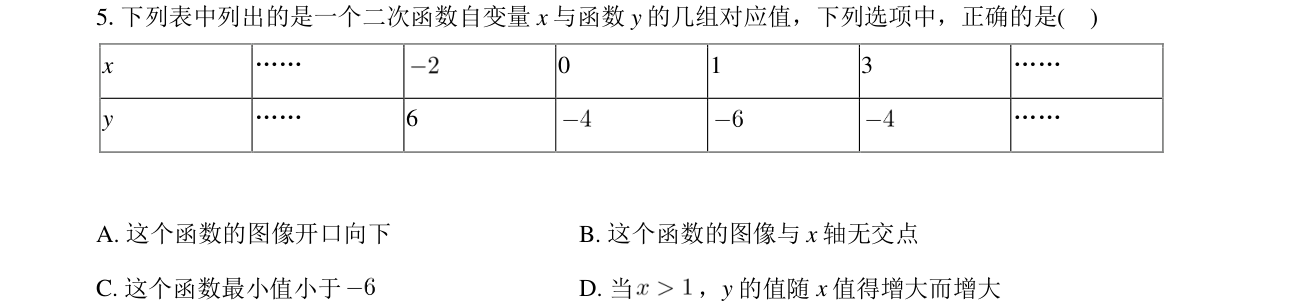 5. 下列表中列出的是一个二次函数自变量 x 与函数 y 的几组对应值，下列选项中，正确的是(　)
x …… −2 0 1 3 ……
y …… 6 −4 −6 −4 ……
A. 这个函数的图像开口向下 B. 这个函数的图像与 x 轴无交点
C. 这个函数最小值小于 −6 D. 当 x > 1，y 的值随 x 值得增大而增大